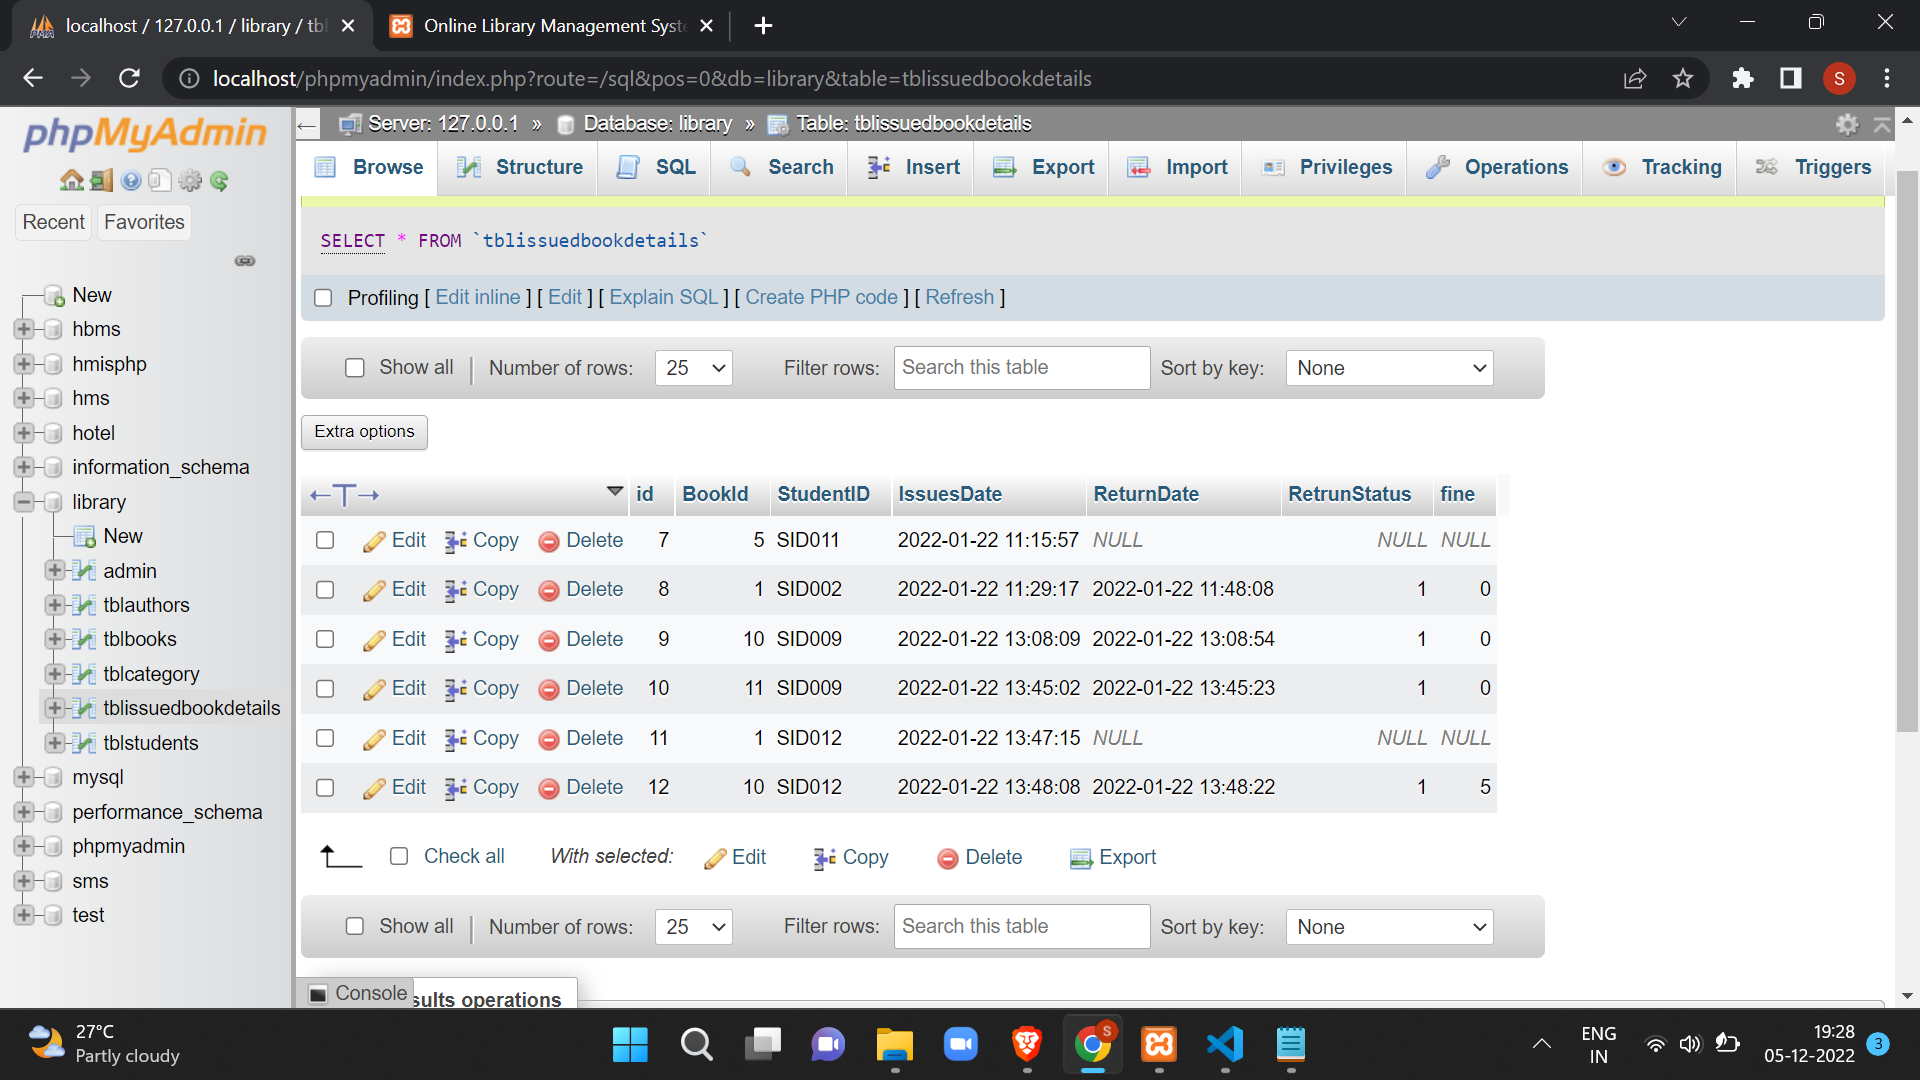 localhost / 127.0.0.1 / library / tbl
Online Library Management Syst
localhost/phpmyadmin/index.php?route=/sql&pos=0&db=library&table=tblissuedbookdetails
S
phpMyAdmin
Recent Favorites
New
hbms
hmisphp
hms
hotel
information_schema
library
New
admin
tblauthors
tblbooks
tblcategory
tblissuedbookdetails
tblstudents
mysql
performance_schema
phpmyadmin
sms
test
Server: 127.0.0.1 » Database: library » Table: tblissuedbookdetails
Browse Structure SQL Search Insert Export Import Privileges Operations Tracking Triggers
SELECT * FROM `tblissuedbookdetails`
Profiling [ Edit inline ] [ Edit ] [ Explain SQL ] [ Create PHP code ] [ Refresh ]
Show all | Number of rows: 25 Filter rows: Search this table Sort by key: None
Extra options
←T→ id BookId StudentID IssuesDate ReturnDate RetrunStatus fine
Edit Copy Delete 7 5 SID011 2022-01-22 11:15:57 NULL NULL NULL
Edit Copy Delete 8 1 SID002 2022-01-22 11:29:17 2022-01-22 11:48:08 1 0
Edit Copy Delete 9 10 SID009 2022-01-22 13:08:09 2022-01-22 13:08:54 1 0
Edit Copy Delete 10 11 SID009 2022-01-22 13:45:02 2022-01-22 13:45:23 1 0
Edit Copy Delete 11 1 SID012 2022-01-22 13:47:15 NULL NULL NULL
Edit Copy Delete 12 10 SID012 2022-01-22 13:48:08 2022-01-22 13:48:22 1 5
Check all With selected: Edit Copy Delete Export
Show all | Number of rows: 25 Filter rows: Search this table Sort by key: None
Console sults operations
27°C
Partly cloudy
S
ENG
IN
19:28
05-12-2022
3